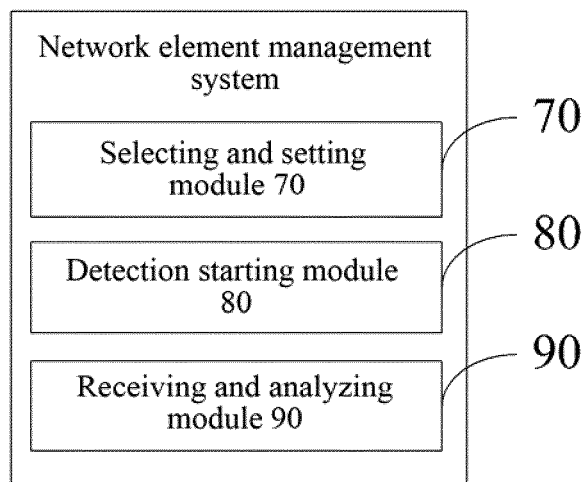 Network element management
system
Selecting and setting
module 70
70
Detection starting module
80
80
Receiving and analyzing
module 90
90